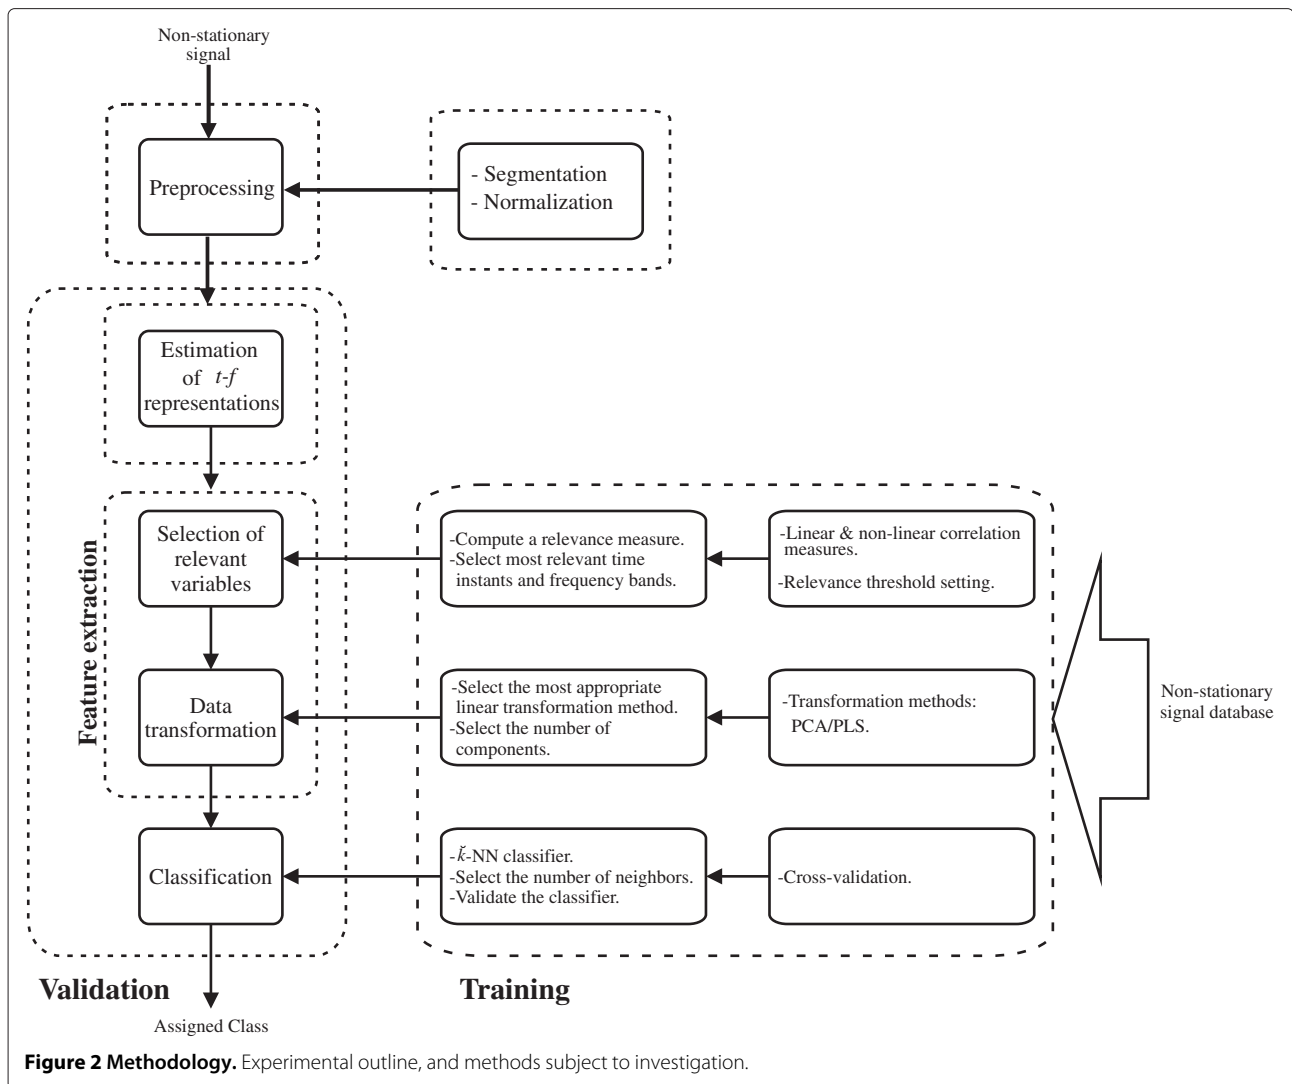 Non-stationary
signal
Preprocessing
- Segmentation
- Normalization
Estimation
of t-f
representations
Feature extraction
Selection of
relevant
variables
-Compute a relevance measure.
-Select most relevant time
instants and frequency bands.
-Linear & non-linear correlation
measures.
-Relevance threshold setting.
Data
transformation
-Select the most appropriate
linear transformation method.
-Select the number of
components.
-Transformation methods:
PCA/PLS.
Non-stationary
signal database
Classification
-ǩ-NN classifier.
-Select the number of neighbors.
-Validate the classifier.
-Cross-validation.
Validation
Training
Assigned Class
Figure 2 Methodology. Experimental outline, and methods subject to investigation.